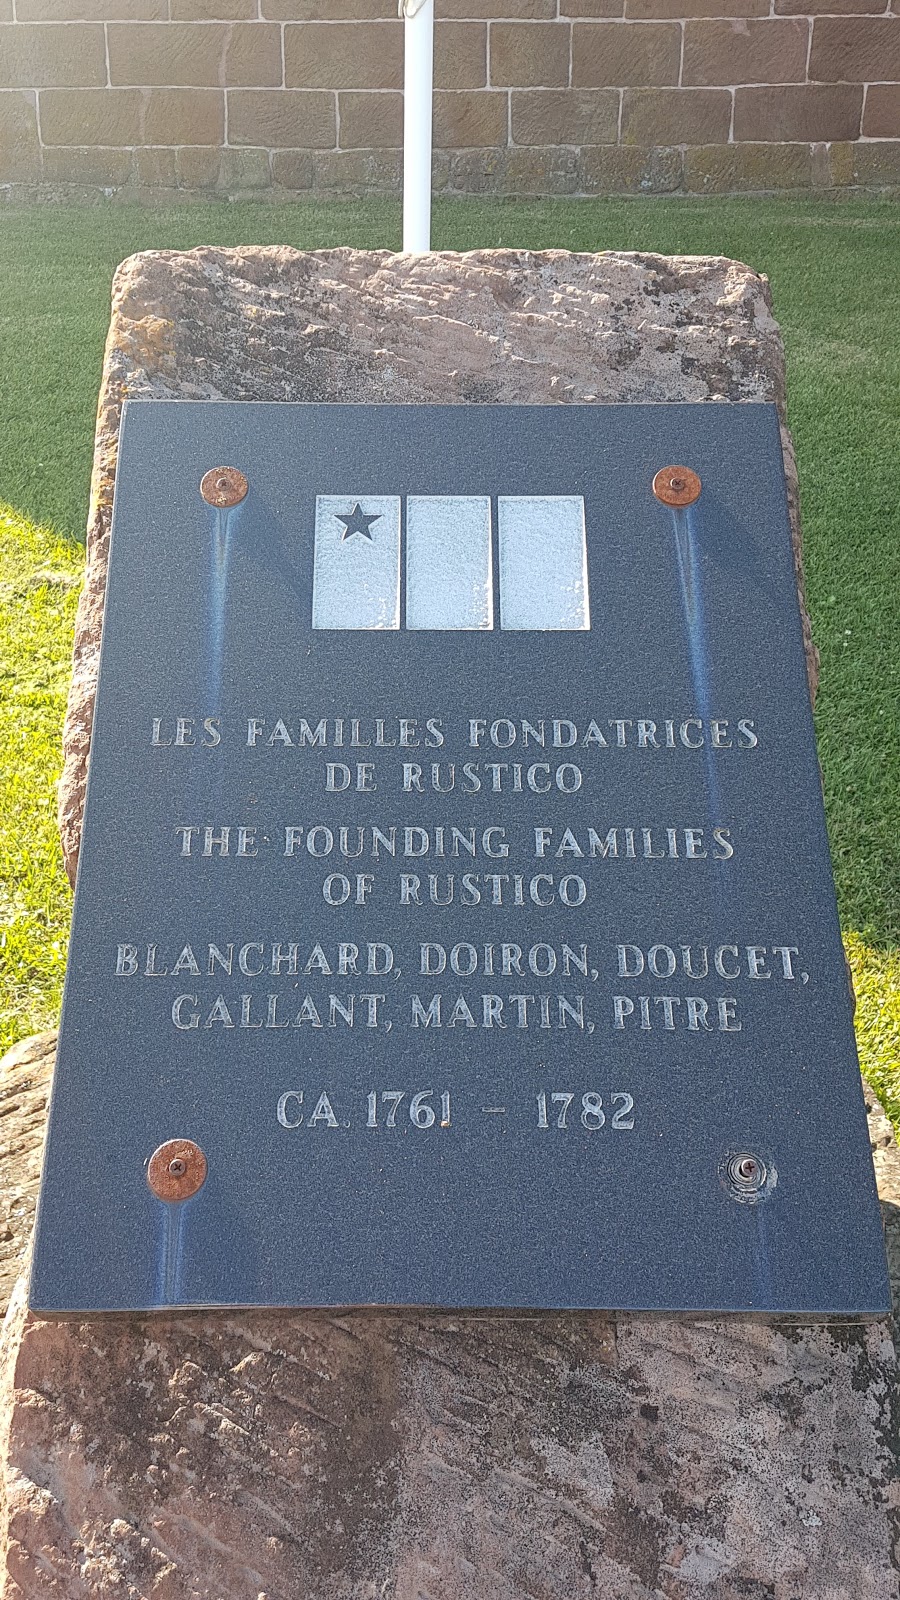 LES FAMILLES FONDATRICES
DE RUSTICO
THE FOUNDING FAMILIES
OF RUSTICO
BLANCHARD, DOIRON, DOUCET,
GALLANT, MARTIN, PITRE
CA. 1761 – 1782